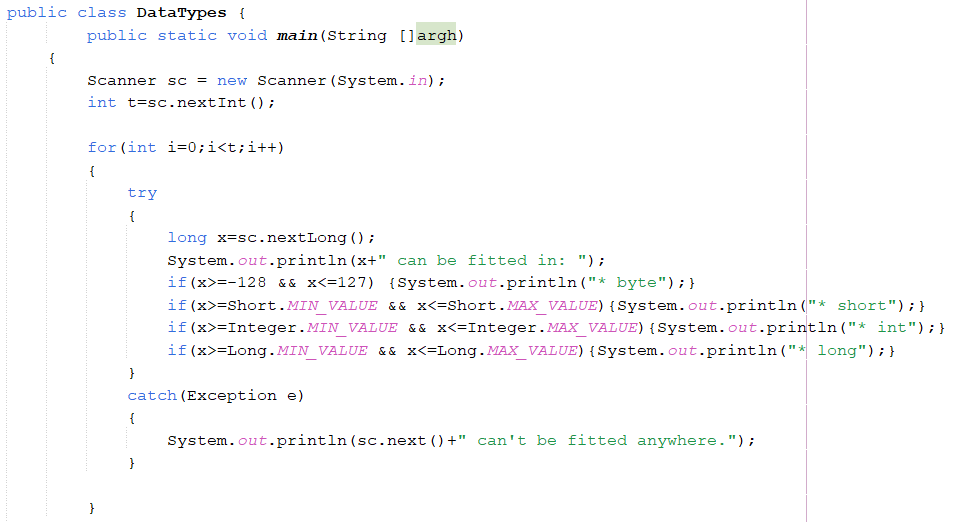 public class DataTypes {
public static void main(String []argh)
{
Scanner sc = new Scanner(System.in);
int t=sc.nextInt();
for(int i=0;i<t;i++)
{
try
{
long x=sc.nextLong();
System.out.println(x+" can be fitted in: ");
if(x>=-128 && x<=127) {System.out.println("* byte");}
if(x>=Short.MIN_VALUE && x<=Short.MAX_VALUE){System.out.println("* short");}
if(x>=Integer.MIN_VALUE && x<=Integer.MAX_VALUE){System.out.println("* int");}
if(x>=Long.MIN_VALUE && x<=Long.MAX_VALUE){System.out.println("* long");}
}
catch(Exception e)
{
System.out.println(sc.next()+" can't be fitted anywhere.");
}
}